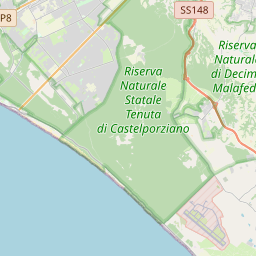 P8
SS148
Riserva
Naturale
Statale
Tenuta
di Castelporziano
Riserva
Naturale
di Decim
Malafed